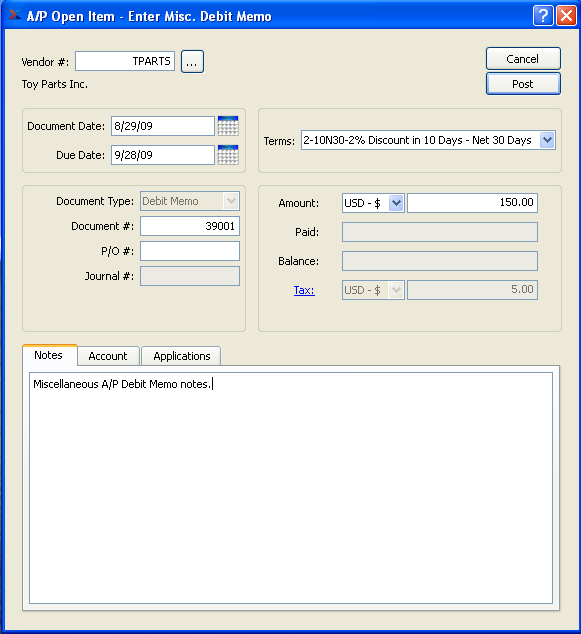 A/P Open Item - Enter Misc. Debit Memo
Vendor #: TPARTS ...
Toy Parts Inc.
Cancel
Post
Document Date: 8/29/09
Due Date: 9/28/09
Terms: 2-10N30-2% Discount in 10 Days - Net 30 Days
Document Type: Debit Memo
Document #: 39001
P/O #:
Journal #:
Amount: USD - $ 150.00
Paid:
Balance:
Tax: USD - $ 5.00
Notes Account Applications
Miscellaneous A/P Debit Memo notes.